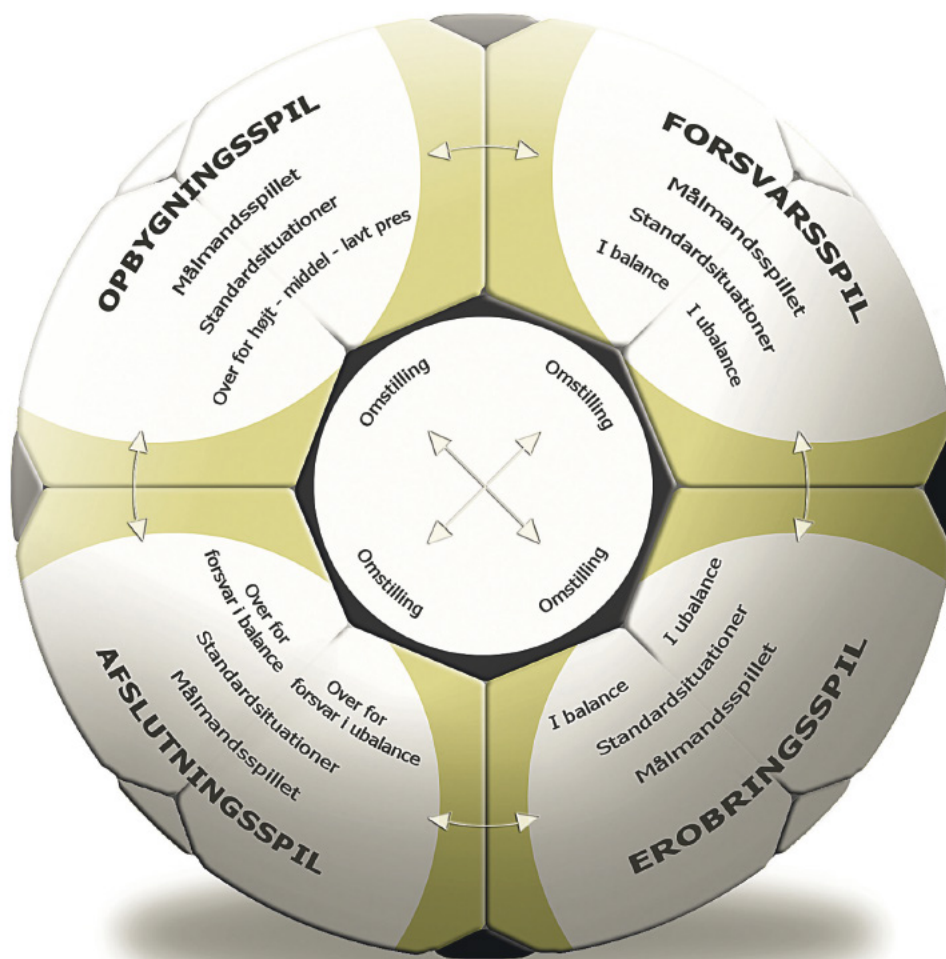 OPBYGNINGSSPIL
Målmandsspillet
Standardsituationer
Over for højt - middel - lavt pres
FORSVARSSPIL
Målmandsspillet
Standardsituationer
I balance
I ubalance
Omstilling
Omstilling
Omstilling
Omstilling
Over for
forsvar i balance
Over for
forsvar i ubalance
Standardsituationer
Målmandsspillet
AFSLUTNINGSSPIL
I ubalance
I balance
Standardsituationer
Målmandsspillet
EROBRINGSSPIL